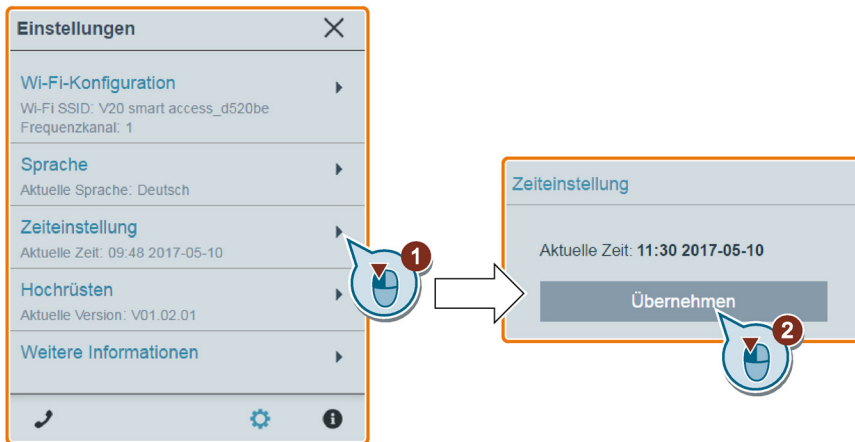 Einstellungen
Wi-Fi-Konfiguration
Wi-Fi SSID: V20 smart access_d520be
Frequenzkanal: 1
Sprache
Aktuelle Sprache: Deutsch
Zeiteinstellung
Aktuelle Zeit: 09:48 2017-05-10
Hochrüsten
Aktuelle Version: V01.02.01
Weitere Informationen
1
Zeiteinstellung
Aktuelle Zeit: 11:30 2017-05-10
Übernehmen
2